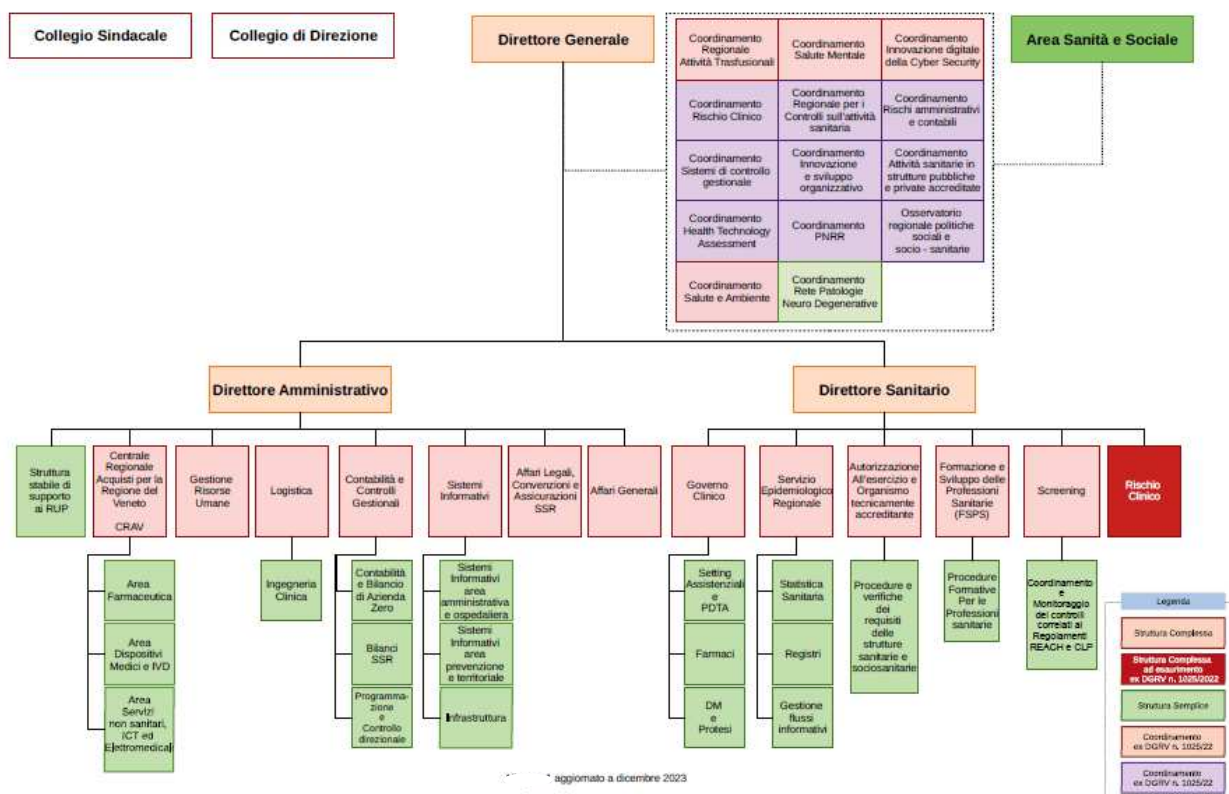 Collegio Sindacale
Collegio di Direzione
Direttore Generale
Area Sanità e Sociale
Coordinamento
Regionale
Attività Trasfusionali
Coordinamento
Salute Mentale
Coordinamento
Innovazione digitale
della Cyber Security
Coordinamento
Rischio Clinico
Coordinamento
Regionale per i
Controlli sull'attività
sanitaria
Coordinamento
Rischi amministrativi
e contabili
Coordinamento
Sistemi di controllo
gestionale
Coordinamento
Innovazione
e sviluppo
organizzativo
Coordinamento
Attività sanitarie in
strutture pubbliche
e private accreditate
Coordinamento
Health Technology
Assessment
Coordinamento
PNRR
Osservatorio
regionale politiche
sociali e
socio - sanitarie
Coordinamento
Salute e Ambiente
Coordinamento
Rete Patologie
Neuro Degenerative
Direttore Amministrativo
Direttore Sanitario
Struttura
stabile di
supporto
ai RUP
Centrale
Regionale
Acquisti per la
Regione del
Veneto
CRAV
Gestione
Risorse
Umane
Logistica
Contabilità e
Controlli
Gestionali
Sistemi
Informativi
Affari Legali,
Convenzioni e
Assicurazioni
SSR
Affari Generali
Governo
Clinico
Servizio
Epidemiologico
Regionale
Autorizzazione
All'esercizio e
Organismo
tecnicamente
accreditante
Formazione e
Sviluppo delle
Professioni
Sanitarie
(FSPS)
Screening
Rischio
Clinico
Area
Farmaceutica
Area
Dispositivi
Medici e IVD
Area
Servizi
non sanitari,
ICT ed
Elettromedicali
Ingegneria
Clinica
Contabilità
e Bilancio
di Azienda
Zero
Bilanci
SSR
Programma-
zione
e
Controllo
direzionale
Sistemi
Informativi
area
amministrativa
e ospedaliera
Sistemi
Informativi
area
prevenzione
e territoriale
Infrastruttura
Setting
Assistenziali
e
PDTA
Farmaci
DM
e
Protesi
Statistica
Sanitaria
Registri
Gestione
flussi
informativi
Procedure e
verifiche
dei
requisiti
delle
strutture
sanitarie e
sociosanitarie
Procedure
Formative
Per le
Professioni
sanitarie
Coordinamento
e
Monitoraggio
dei controlli
correlati ai
Regolamenti
REACH e CLP
Legenda
Struttura Complessa
Struttura Complessa
ad esaurimento
ex DGRV n. 1025/2022
Struttura Semplice
Coordinamento
ex DGRV n. 1025/22
Coordinamento
ex DGRV n. 1025/22
aggiornato a dicembre 2023